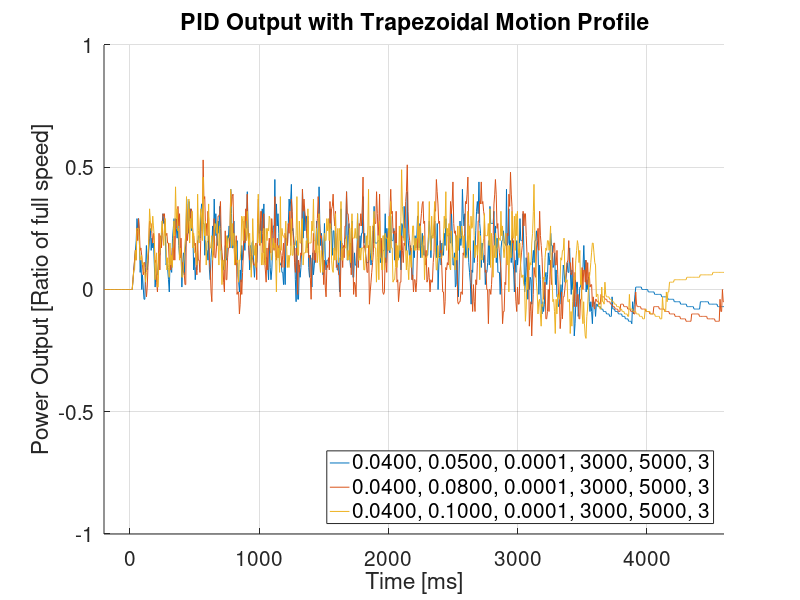 PID Output with Trapezoidal Motion Profile
Power Output [Ratio of full speed]
1
0.5
0
-0.5
-1
0.0400, 0.0500, 0.0001, 3000, 5000, 3
0.0400, 0.0800, 0.0001, 3000, 5000, 3
0.0400, 0.1000, 0.0001, 3000, 5000, 3
0 1000 2000 3000 4000
Time [ms]